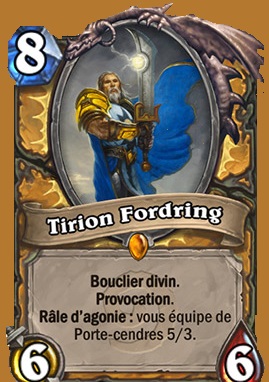 8
Tirion Fordring
Bouclier divin.
Provocation.
Râle d'agonie : vous équipe de
Porte-cendres 5/3.
6 6